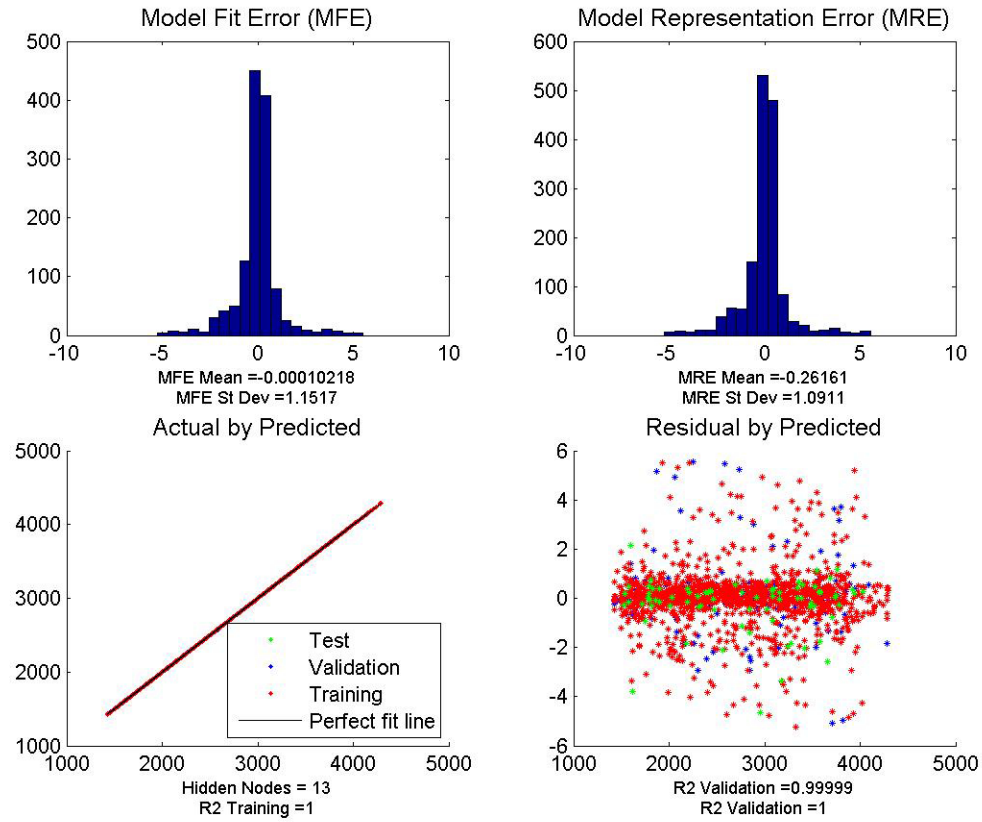 Model Fit Error (MFE)
500
400
300
200
100
0
-10
-5
0
5
10
MFE Mean =-0.00010218
MFE St Dev =1.1517
Model Representation Error (MRE)
600
500
400
300
200
100
0
-10
-5
0
5
10
MRE Mean =-0.26161
MRE St Dev =1.0911
Actual by Predicted
5000
4000
3000
2000
1000
1000
2000
3000
4000
5000
Test
Validation
Training
Perfect fit line
Hidden Nodes = 13
R2 Training =1
Residual by Predicted
6
4
2
0
-2
-4
-6
1000
2000
3000
4000
5000
R2 Validation =0.99999
R2 Validation =1